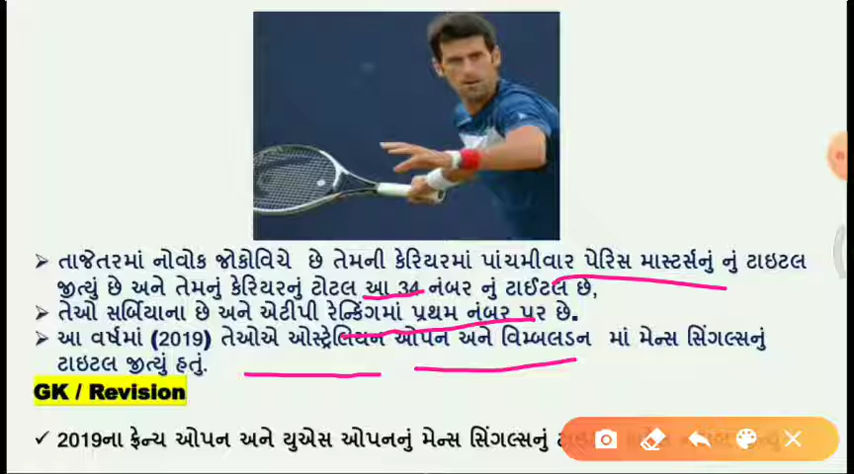 ➢ તાજેતરમાં નોવોક જોકોવિચે છે તેમની કેરિયરમાં પાંચમીવાર પેરિસ માસ્ટર્સનું નું ટાઇટલ
જીત્યું છે અને તેમનું કેરિયરનું ટોટલ આ 34 નંબર નું ટાઈટલ છે,
➢ તેઓ સર્બિયાના છે અને એટીપી રેન્કિંગમાં પ્રથમ નંબર પર છે.
➢ આ વર્ષમાં (2019) તેઓએ ઓસ્ટ્રેલિયન ઓપન અને વિમ્બલડન માં મેન્સ સિંગલ્સનું
ટાઇટલ જીત્યું હતું.
GK / Revision
✓ 2019ના ફ્રેન્ચ ઓપન અને યુએસ ઓપનનું મેન્સ સિંગલ્સનું